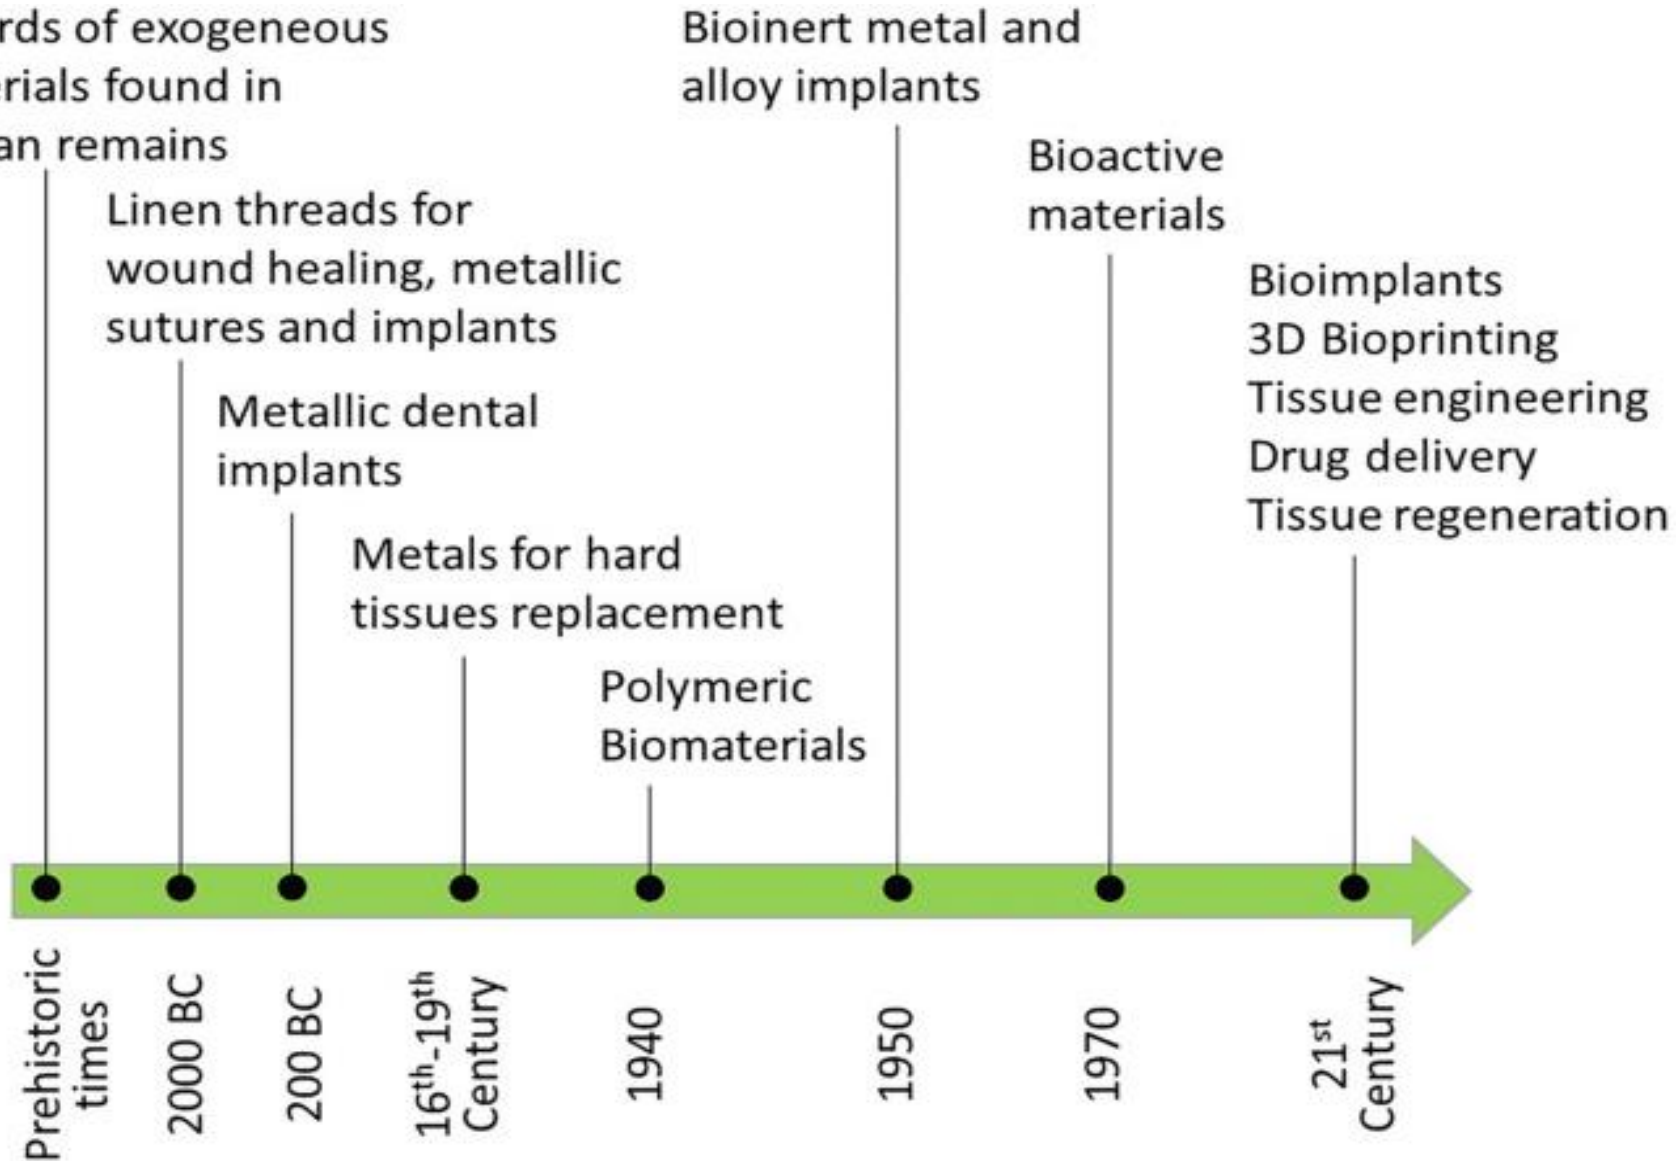 rds of exogeneous
erials found in
an remains
Linen threads for
wound healing, metallic
sutures and implants
Metallic dental
implants
Metals for hard
tissues replacement
Polymeric
Biomaterials
Bioinert metal and
alloy implants
Bioactive
materials
Bioimplants
3D Bioprinting
Tissue engineering
Drug delivery
Tissue regeneration
Prehistoric
times
2000 BC
200 BC
16th-19th
Century
1940
1950
1970
21st
Century